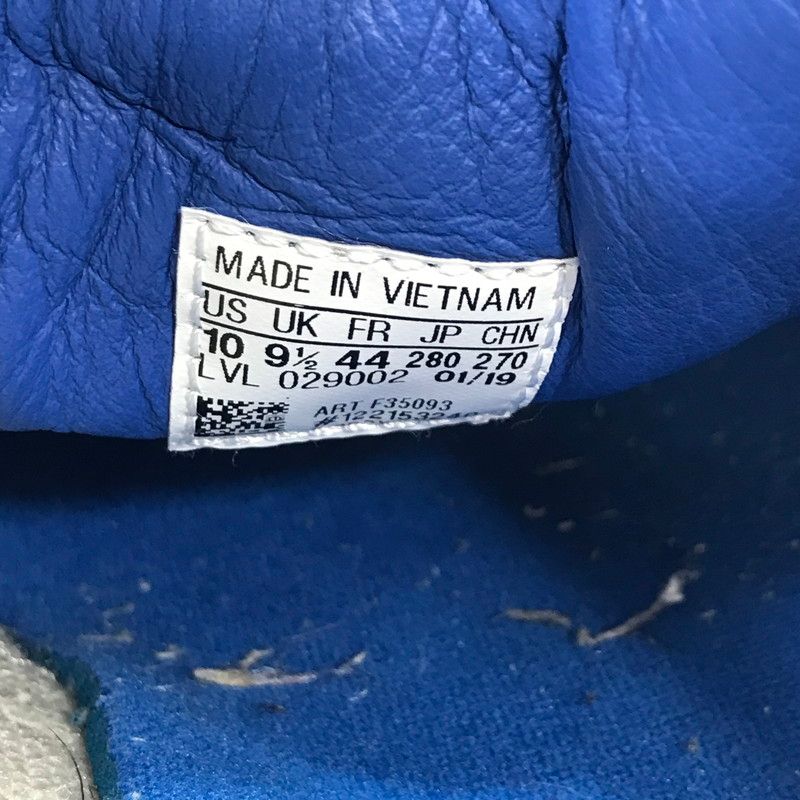 MADE IN VIETNAM
US UK FR JP CHN
10 9½ 44 280 270
LVL 029002 01/19
ART F35093